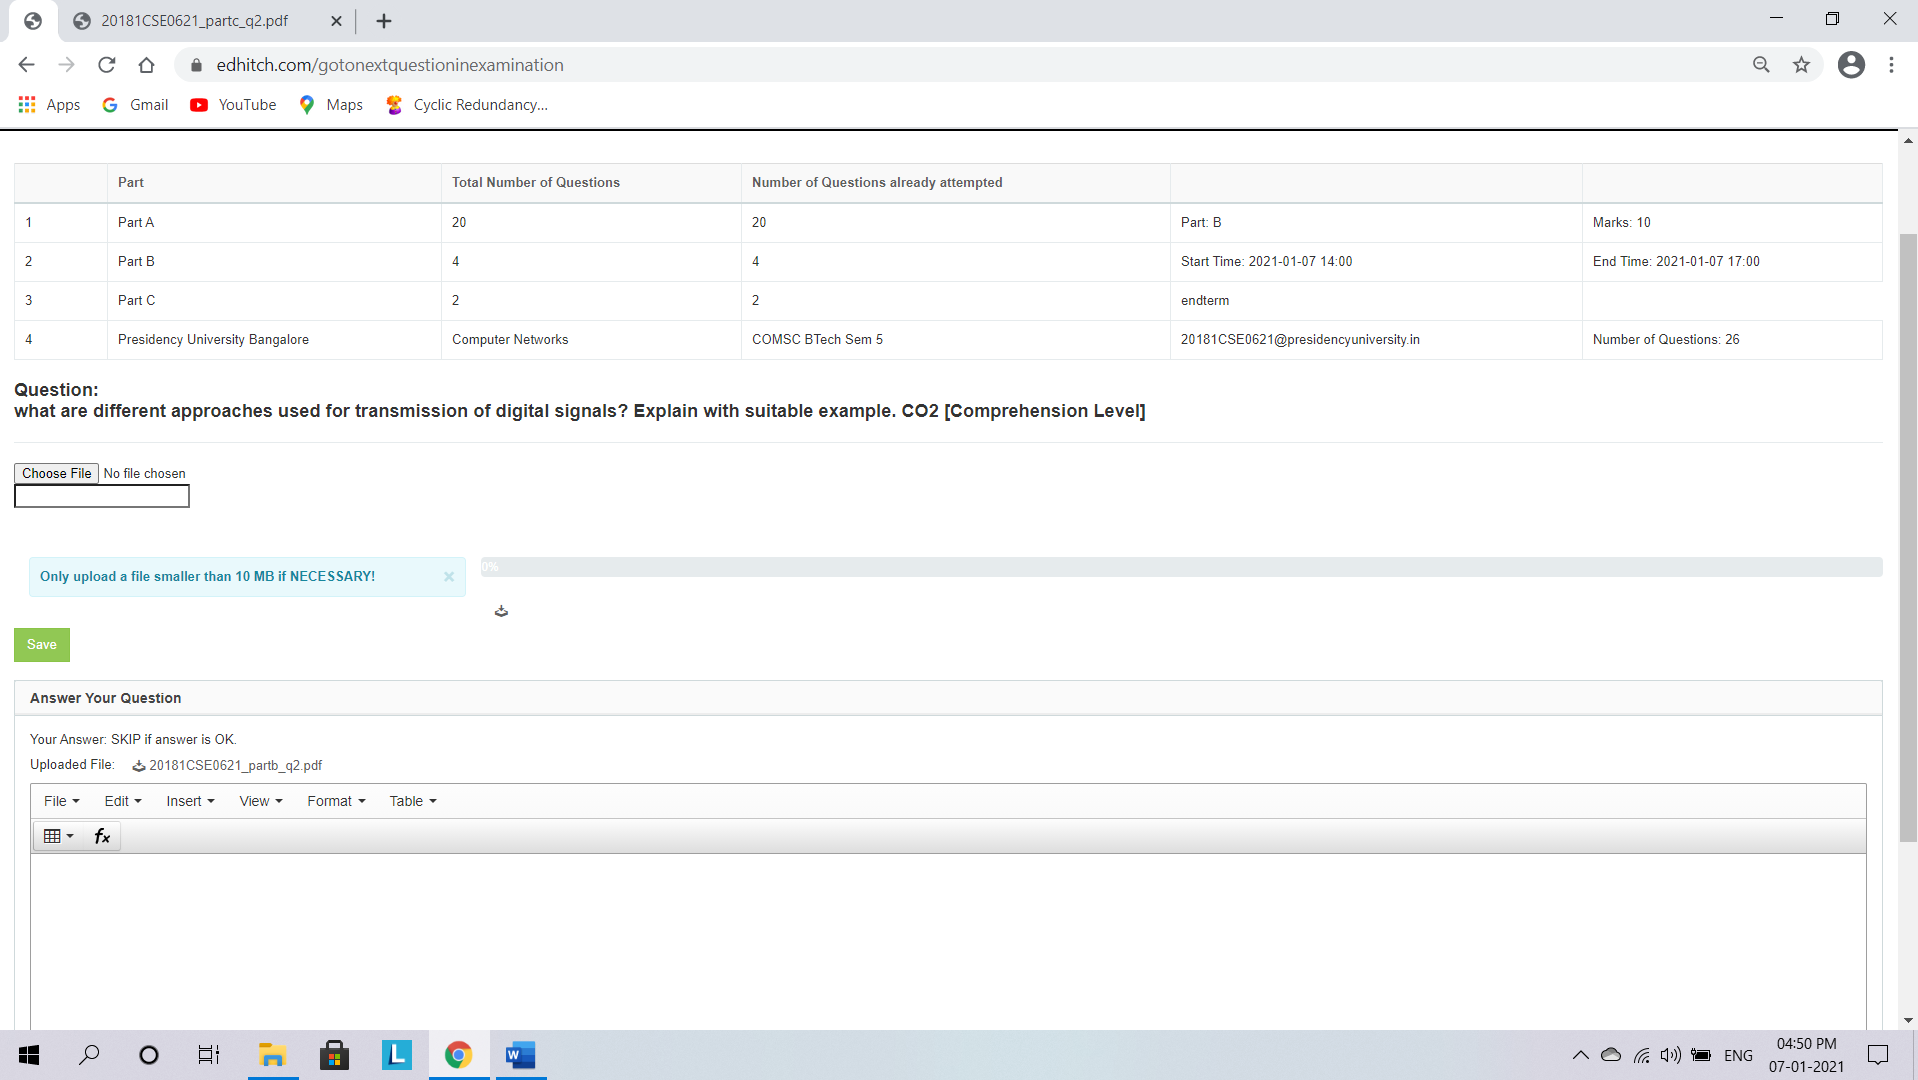 20181CSE0621_partc_q2.pdf
edhitch.com/gotonextquestioninexamination
Apps Gmail YouTube Maps Cyclic Redundancy...
Part Total Number of Questions Number of Questions already attempted
1 Part A 20 20 Part: B Marks: 10
2 Part B 4 4 Start Time: 2021-01-07 14:00 End Time: 2021-01-07 17:00
3 Part C 2 2 endterm
4 Presidency University Bangalore Computer Networks COMSC BTech Sem 5 20181CSE0621@presidencyuniversity.in Number of Questions: 26
Question:
what are different approaches used for transmission of digital signals? Explain with suitable example. CO2 [Comprehension Level]
Choose File No file chosen
Only upload a file smaller than 10 MB if NECESSARY! × 0%
Save
Answer Your Question
Your Answer: SKIP if answer is OK.
Uploaded File: 20181CSE0621_partb_q2.pdf
File Edit Insert View Format Table
fx
L W ENG 04:50 PM
07-01-2021